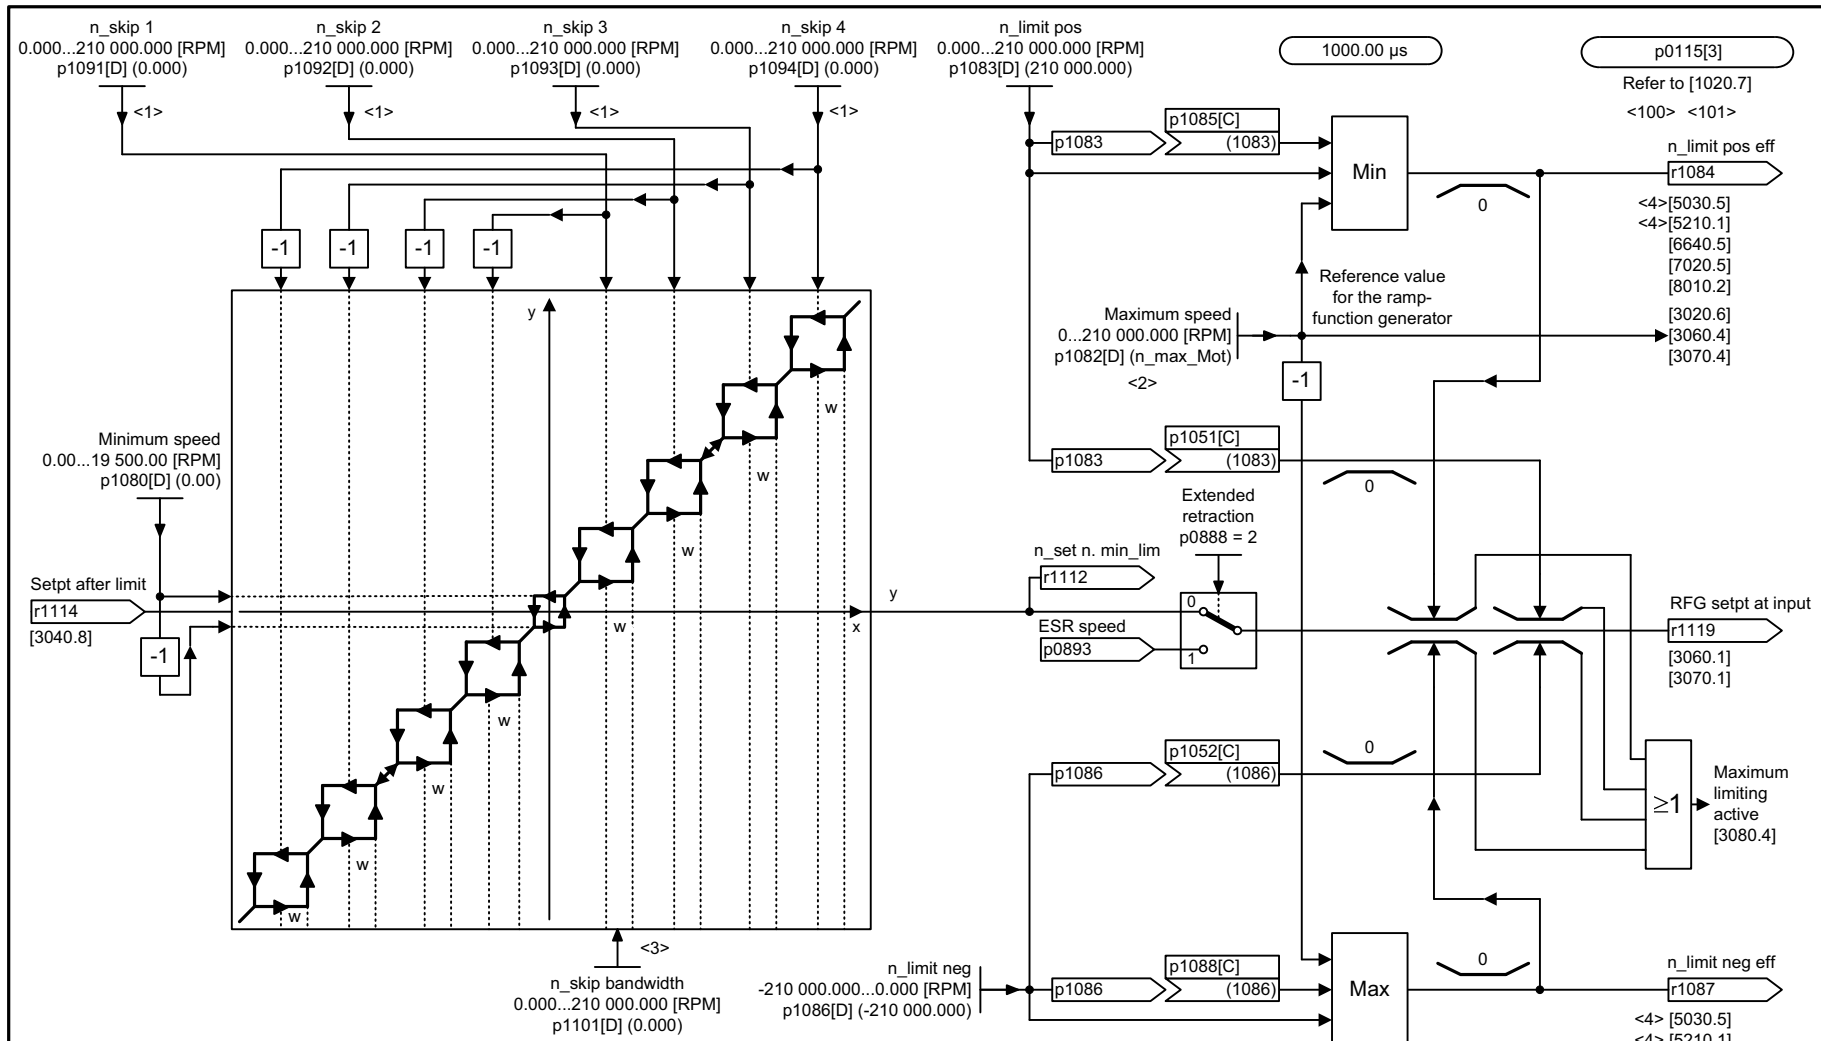 n_skip 1
0.000...210 000.000 [RPM]
p1091[D] (0.000)
<1>
n_skip 2
0.000...210 000.000 [RPM]
p1092[D] (0.000)
<1>
n_skip 3
0.000...210 000.000 [RPM]
p1093[D] (0.000)
<1>
n_skip 4
0.000...210 000.000 [RPM]
p1094[D] (0.000)
<1>
n_limit pos
0.000...210 000.000 [RPM]
p1083[D] (210 000.000)
1000.00 µs
p0115[3]
Refer to [1020.7]
<100> <101>
p1083
p1085[C]
(1083)
Min
0
n_limit pos eff
r1084
<4>[5030.5]
<4>[5210.1]
[6640.5]
[7020.5]
[8010.2]
[3020.6]
[3060.4]
[3070.4]
-1
-1
-1
-1
Reference value
for the ramp-
function generator
Maximum speed
0...210 000.000 [RPM]
p1082[D] (n_max_Mot)
<2>
-1
y
w
w
w
w
w
w
w
w
x
y
Minimum speed
0.00...19 500.00 [RPM]
p1080[D] (0.00)
Setpt after limit
r1114
[3040.8]
-1
p1083
p1051[C]
(1083)
0
Extended
retraction
p0888 = 2
n_set n. min_lim
r1112
0
1
ESR speed
p0893
RFG setpt at input
r1119
[3060.1]
[3070.1]
p1086
p1052[C]
(1086)
0
≥1
Maximum
limiting
active
[3080.4]
<3>
n_skip bandwidth
0.000...210 000.000 [RPM]
p1101[D] (0.000)
n_limit neg
-210 000.000...0.000 [RPM]
p1086[D] (-210 000.000)
p1086
p1088[C]
(1086)
Max
0
n_limit neg eff
r1087
<4> [5030.5]
<4> [5210.1]